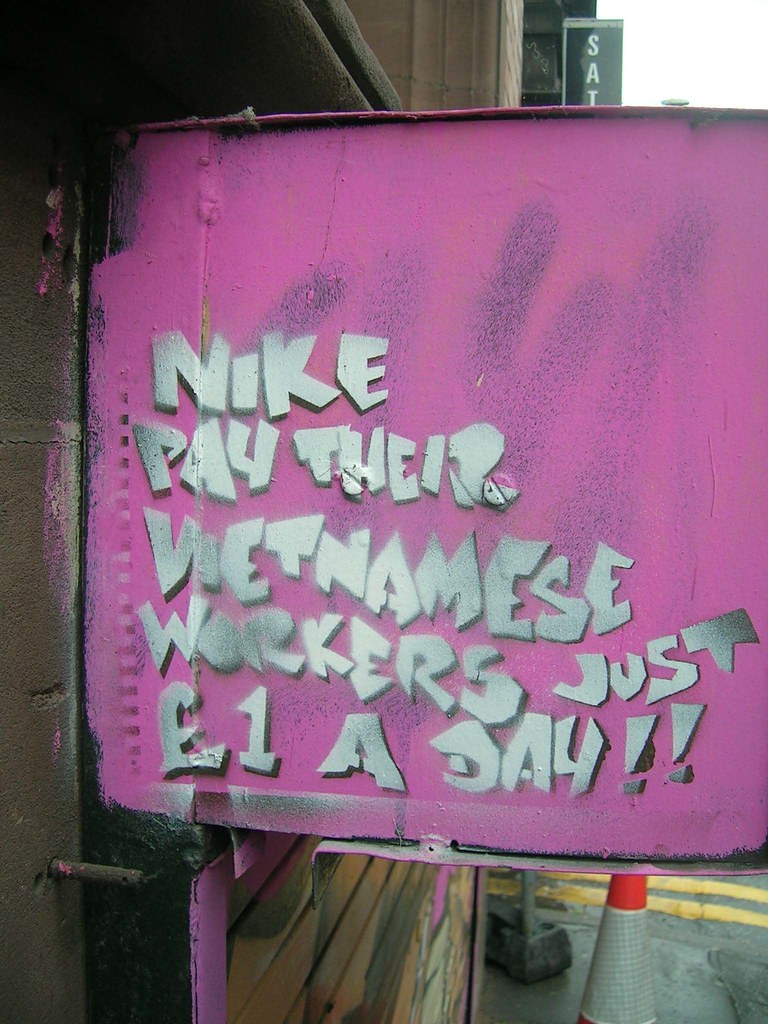 SAT
NIKE
PAY THEIR
VIETNAMESE
WORKERS JUST
£1 A DAY!!